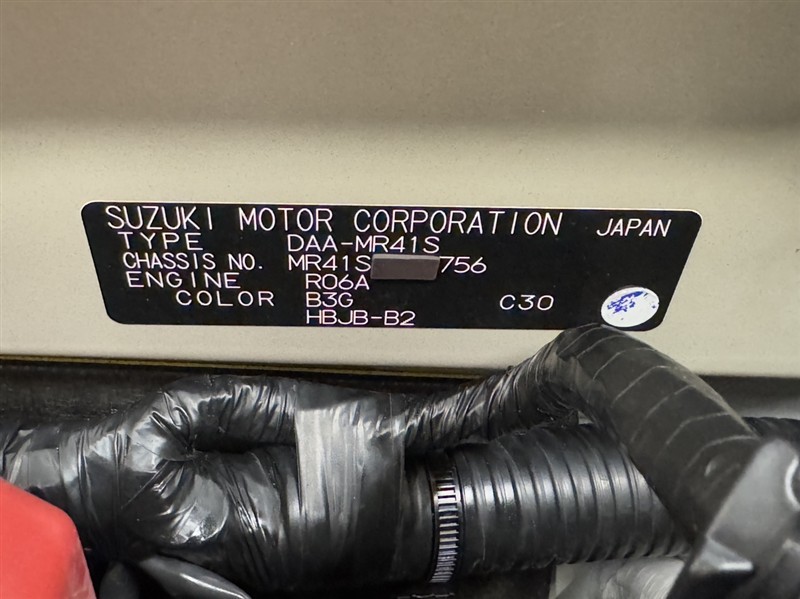 SUZUKI MOTOR CORPORATION JAPAN
TYPE DAA-MR41S
CHASSIS NO. MR41S 756
ENGINE R06A
COLOR B3G C30
HBJB-B2